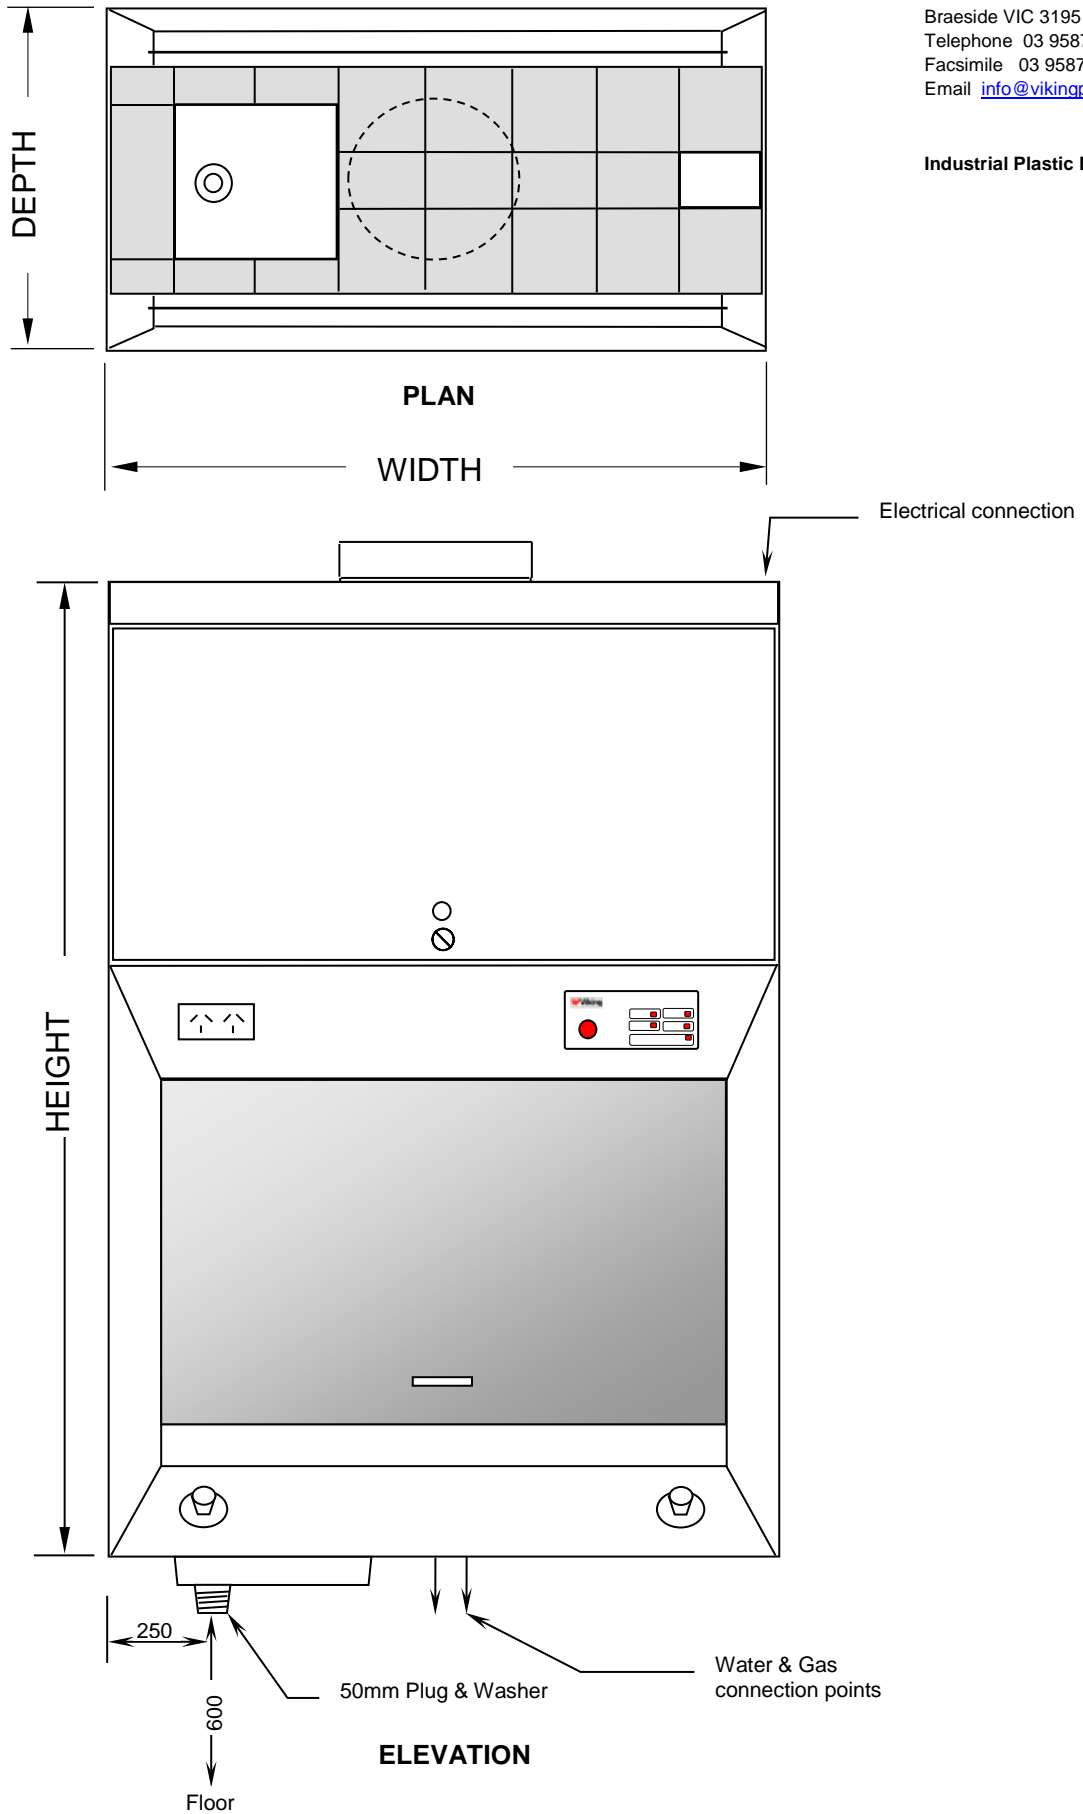 Braeside VIC 3195
Telephone 03 9587
Facsimile 03 9587
Email info@vikingp
Industrial Plastic
DEPTH
PLAN
WIDTH
Electrical connection
HEIGHT
Viking
250
600
50mm Plug & Washer
Water & Gas
connection points
ELEVATION
Floor